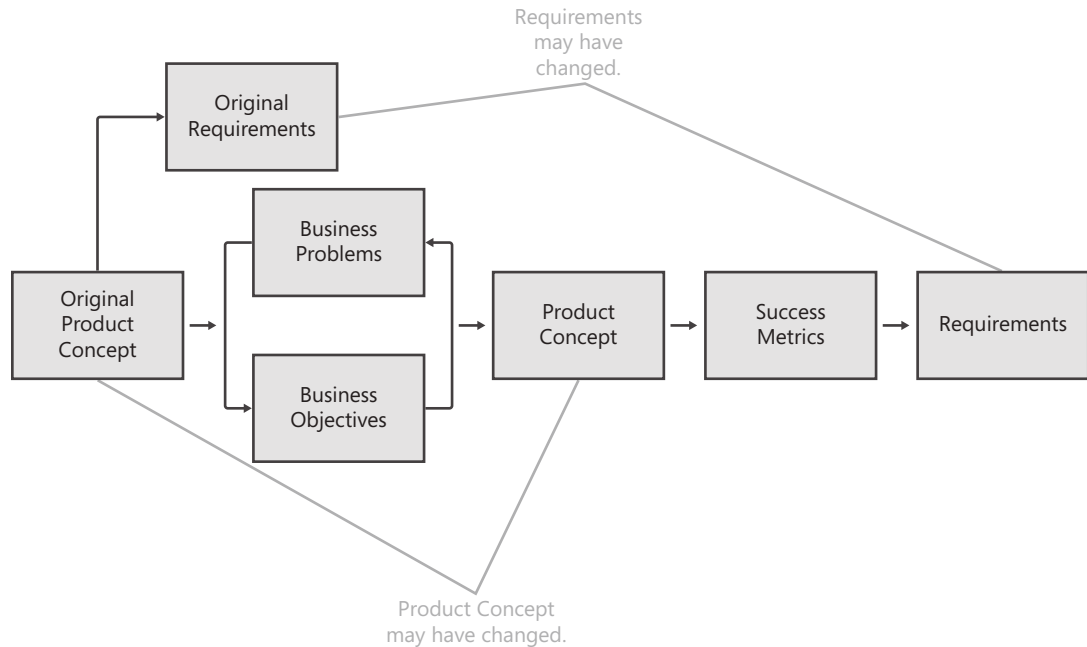 Requirements
may have
changed.
Original
Requirements
Business
Problems
Original
Product
Concept
Product
Concept
Success
Metrics
Requirements
Business
Objectives
Product Concept
may have changed.